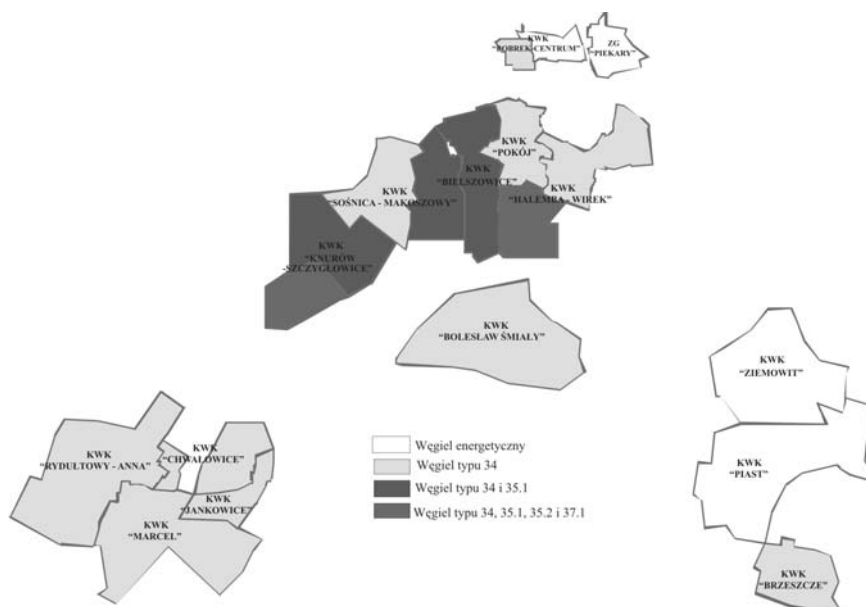 KWK
“BOBREK-CENTRUM”
ZG
“PIEKARY”
KWK
“POKÓJ”
KWK
“BIELSZOWICE”
KWK
“HALEMBA - WIREK”
KWK
“SOŚNICA - MAKOSZOWY”
KWK
“KNURÓW
-SZCZYGŁOWICE”
KWK
“BOLESŁAW ŚMIAŁY”
KWK
“ZIEMOWIT”
KWK
“PIAST”
KWK
“BRZESZCZE”
KWK
“RYDUŁTOWY - ANNA”
KWK
“CHWAŁOWICE”
KWK
“JANKOWICE”
KWK
“MARCEL”
Węgiel energetyczny
Węgiel typu 34
Węgiel typu 34 i 35.1
Węgiel typu 34, 35.1, 35.2 i 37.1